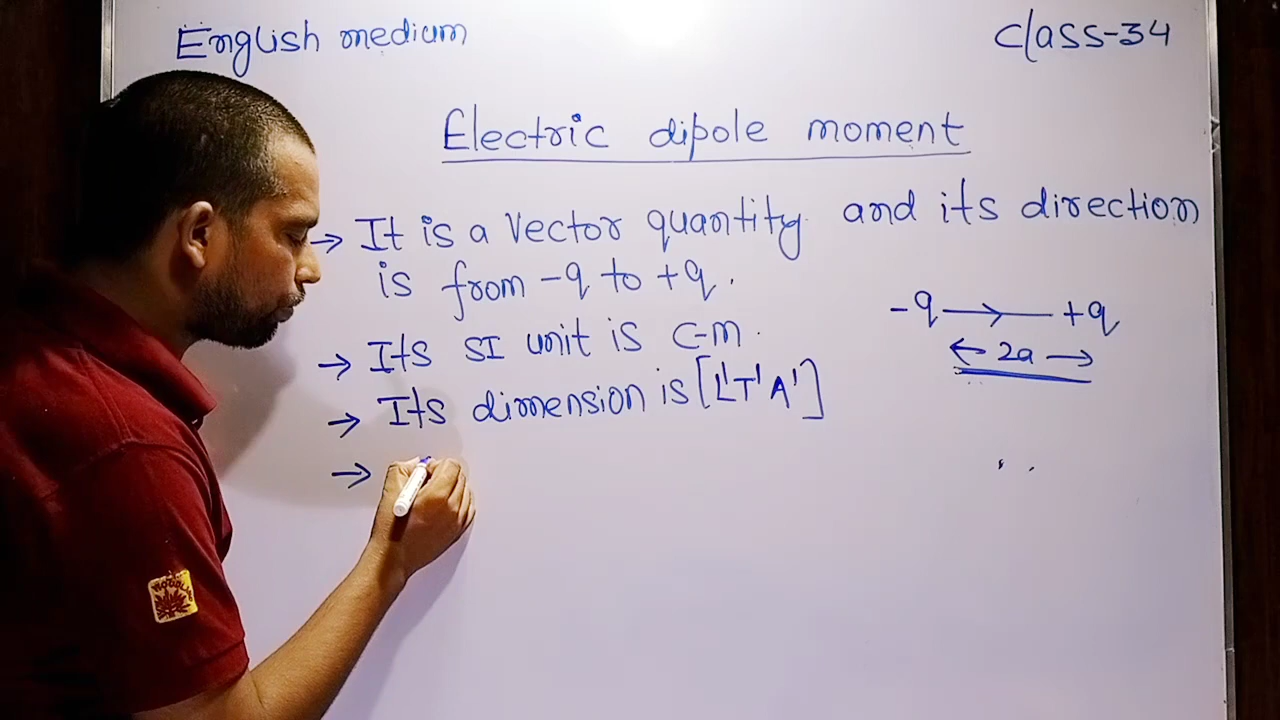 English medium
Class-34
Electric dipole moment
→ It is a vector quantity and its direction
is from -q to +q.
-q → +q
← 2a →
→ Its SI unit is C-m.
→ Its dimension is [L¹T¹A¹]
→